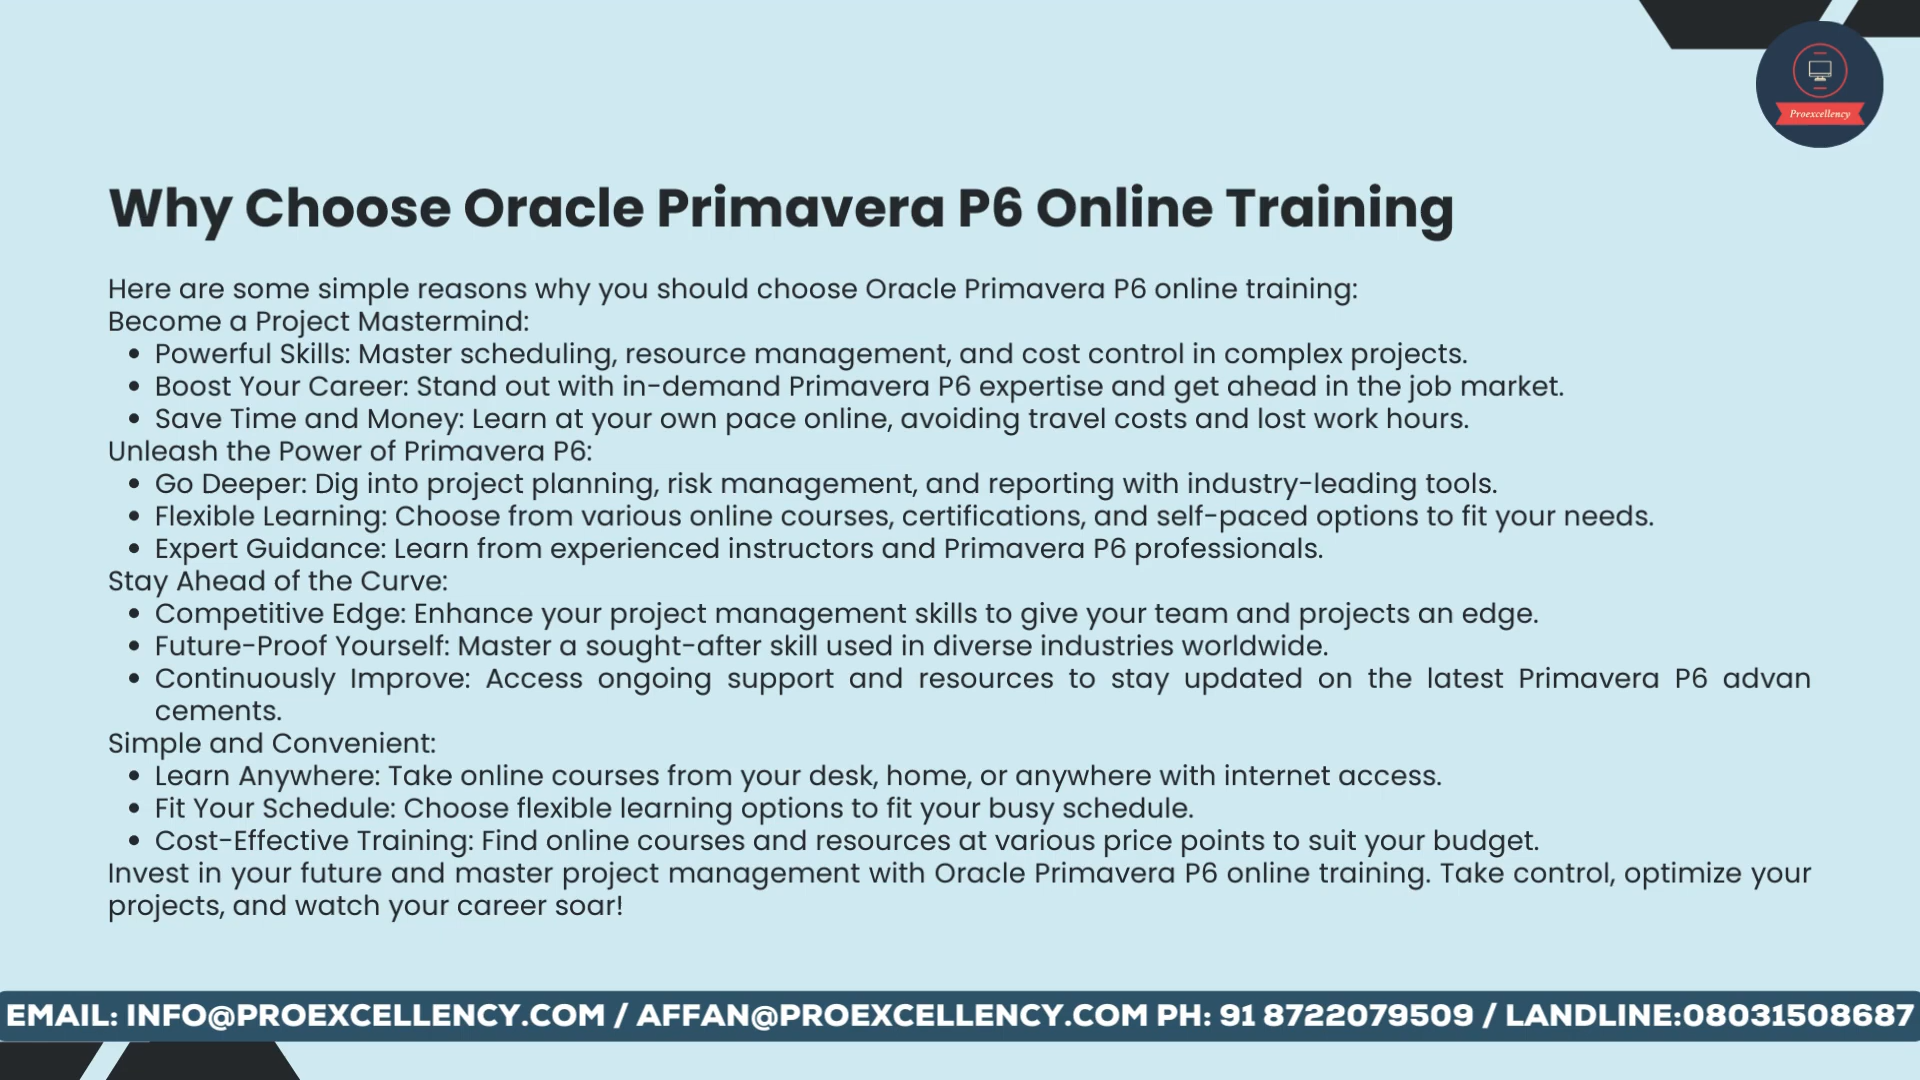 Proexcellency
Why Choose Oracle Primavera P6 Online Training
Here are some simple reasons why you should choose Oracle Primavera P6 online training:
Become a Project Mastermind:
• Powerful Skills: Master scheduling, resource management, and cost control in complex projects.
• Boost Your Career: Stand out with in-demand Primavera P6 expertise and get ahead in the job market.
• Save Time and Money: Learn at your own pace online, avoiding travel costs and lost work hours.
Unleash the Power of Primavera P6:
• Go Deeper: Dig into project planning, risk management, and reporting with industry-leading tools.
• Flexible Learning: Choose from various online courses, certifications, and self-paced options to fit your needs.
• Expert Guidance: Learn from experienced instructors and Primavera P6 professionals.
Stay Ahead of the Curve:
• Competitive Edge: Enhance your project management skills to give your team and projects an edge.
• Future-Proof Yourself: Master a sought-after skill used in diverse industries worldwide.
• Continuously Improve: Access ongoing support and resources to stay updated on the latest Primavera P6 advan
cements.
Simple and Convenient:
• Learn Anywhere: Take online courses from your desk, home, or anywhere with internet access.
• Fit Your Schedule: Choose flexible learning options to fit your busy schedule.
• Cost-Effective Training: Find online courses and resources at various price points to suit your budget.
Invest in your future and master project management with Oracle Primavera P6 online training. Take control, optimize your
projects, and watch your career soar!
EMAIL: INFO@PROEXCELLENCY.COM / AFFAN@PROEXCELLENCY.COM PH: 91 8722079509 / LANDLINE:08031508687